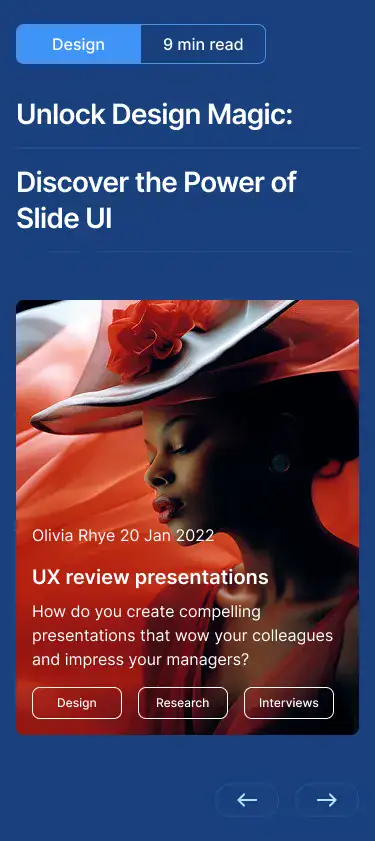 Design
9 min read
Unlock Design Magic:
Discover the Power of
Slide UI
Olivia Rhye 20 Jan 2022
UX review presentations
How do you create compelling
presentations that wow your colleagues
and impress your managers?
Design
Research
Interviews